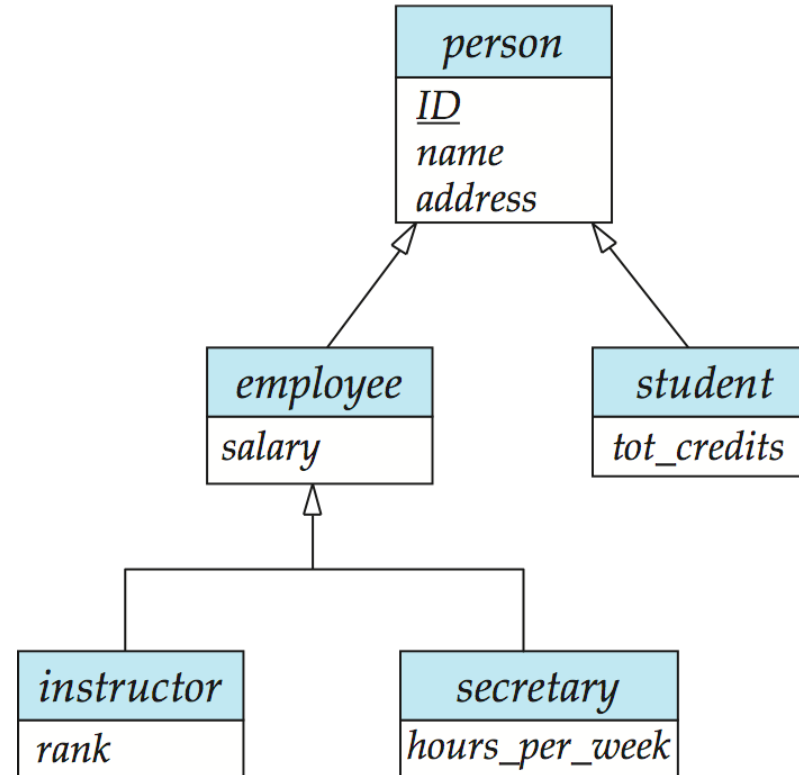 person
ID
name
address
employee
salary
student
tot_credits
instructor
rank
secretary
hours_per_week